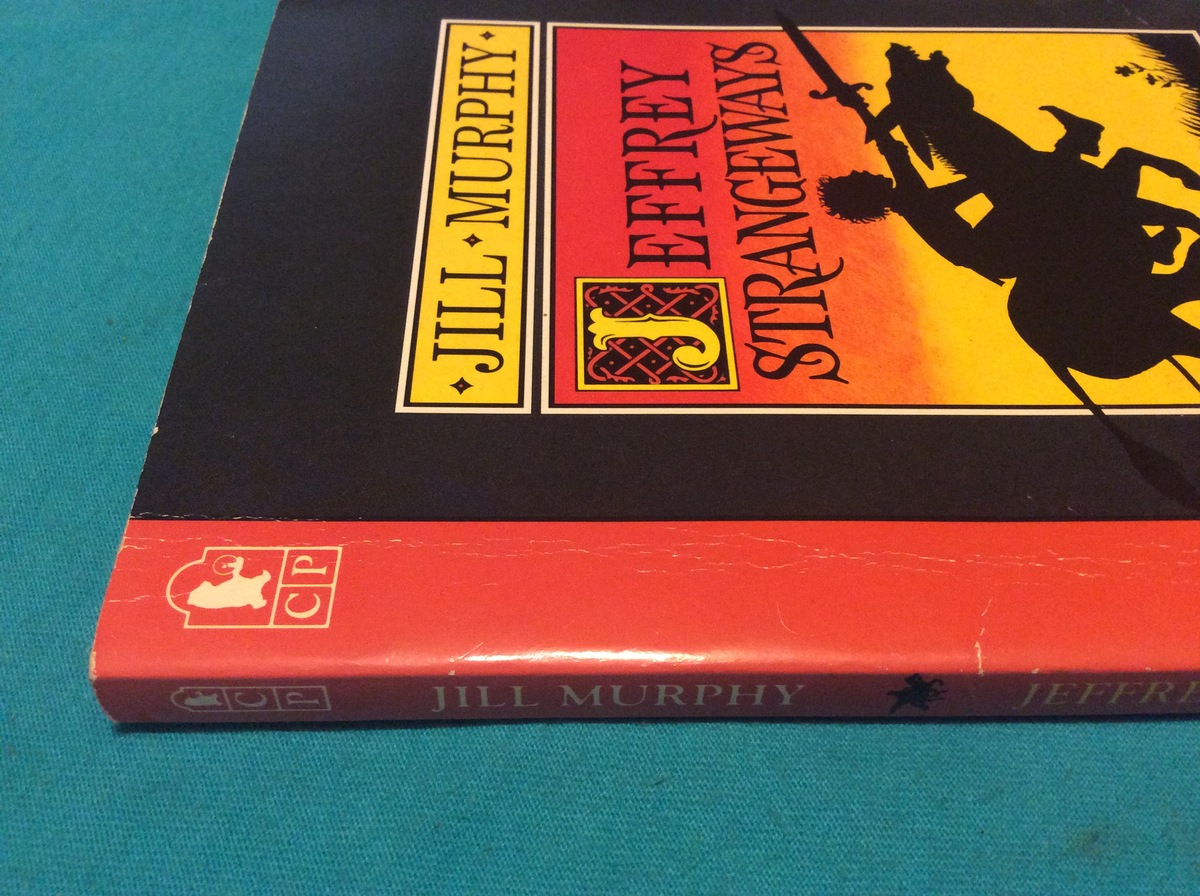 JILL MURPHY
JEFFREY
STRANGEWAYS
CP
CP
JILL MURPHY JEFFRE